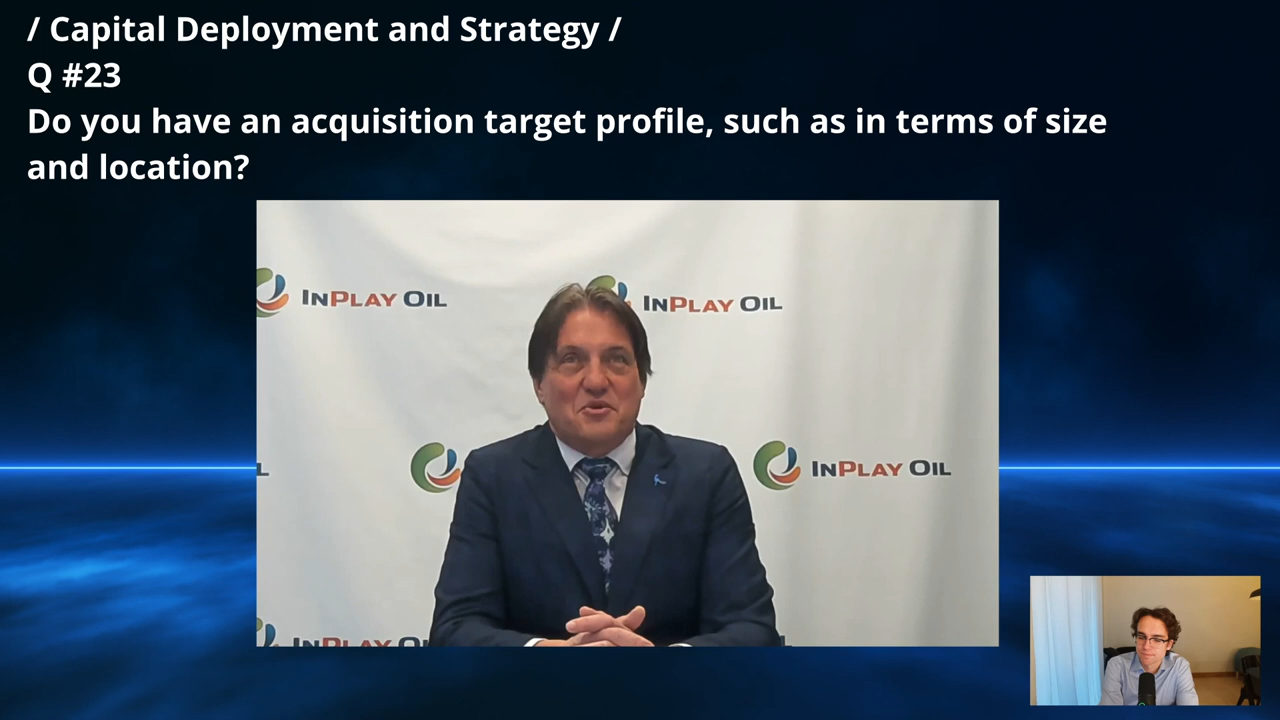 / Capital Deployment and Strategy /
Q #23
Do you have an acquisition target profile, such as in terms of size
and location?
INPLAY OIL
INPLAY OIL
L
INPLAY OIL
INPLAY OI